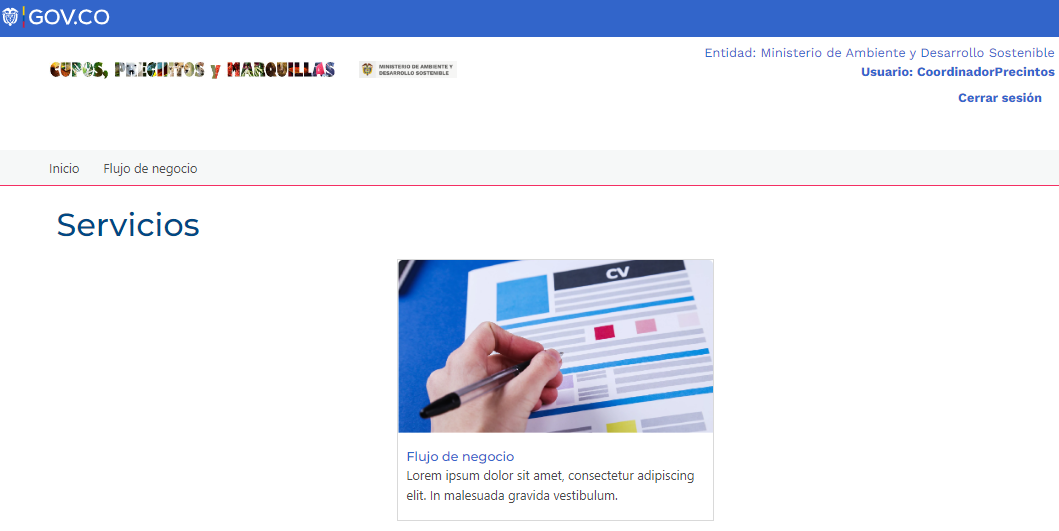 GOV.CO
Entidad: Ministerio de Ambiente y Desarrollo Sostenible
Usuario: CoordinadorPrecintos
Cerrar sesión
CUPOS, PRECINTOS y MARQUILLAS
MINISTERIO DE AMBIENTE Y
DESARROLLO SOSTENIBLE
Inicio Flujo de negocio
Servicios
CV
Flujo de negocio
Lorem ipsum dolor sit amet, consectetur adipiscing
elit. In malesuada gravida vestibulum.